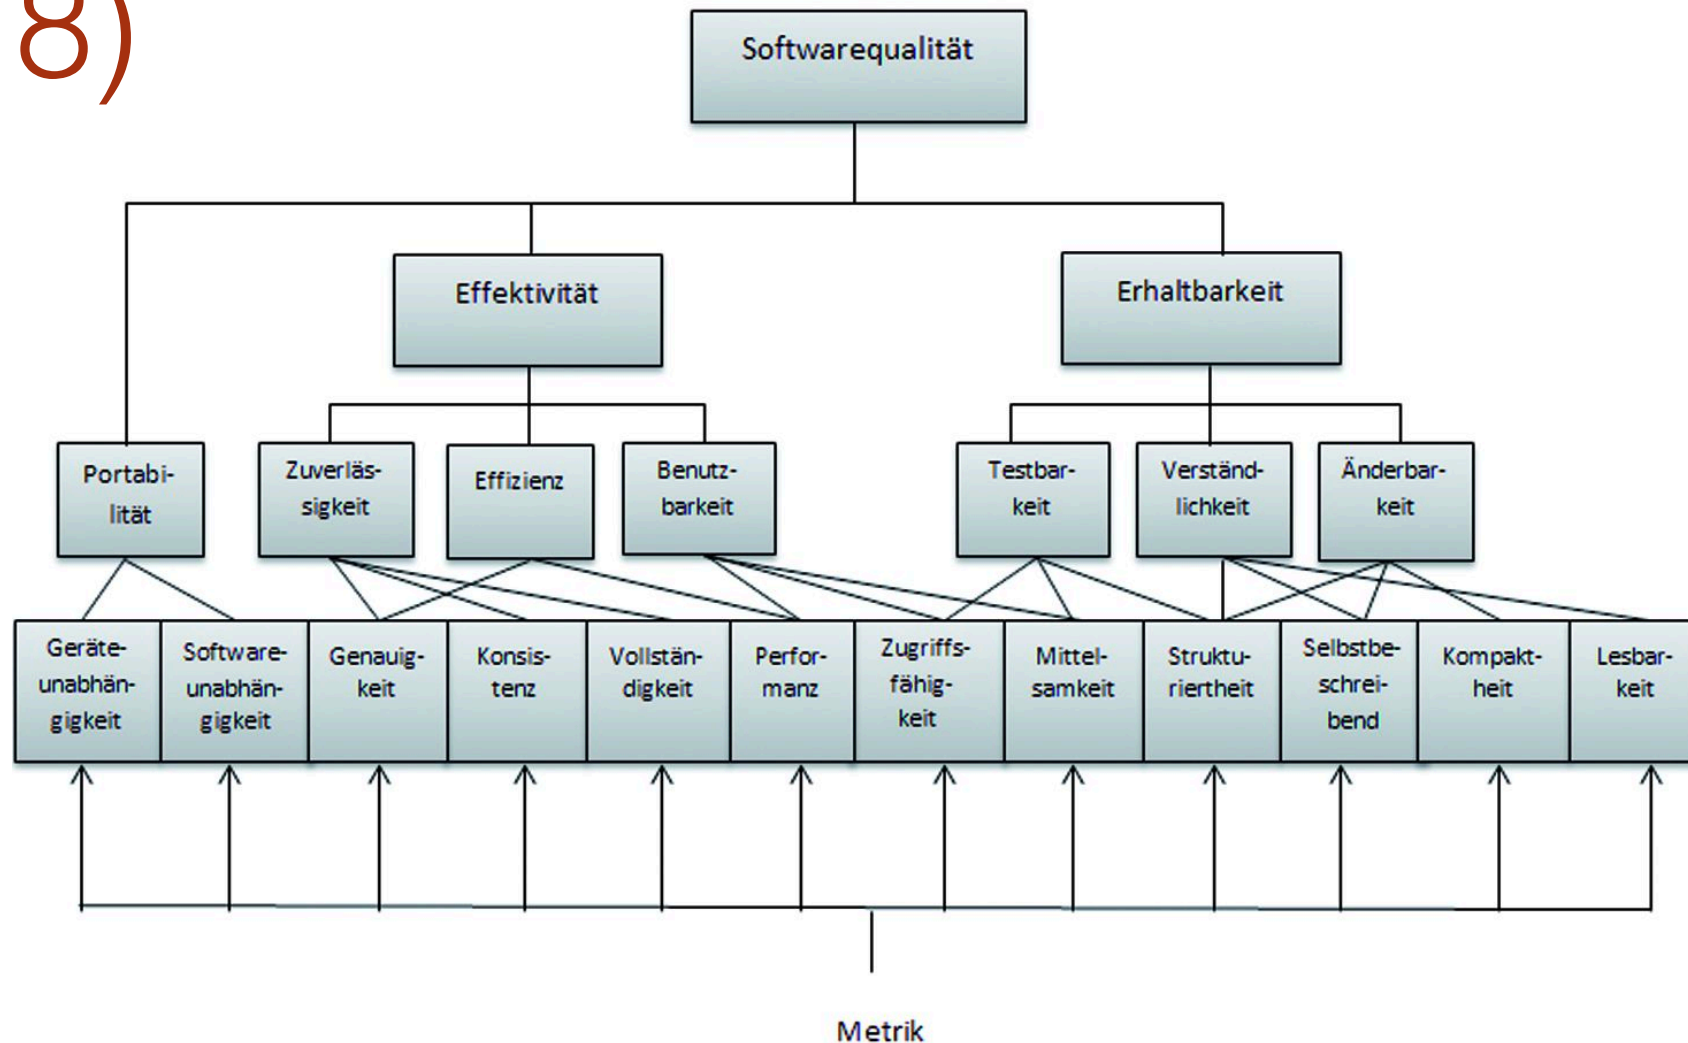 8)
Softwarequalität
Effektivität
Erhaltbarkeit
Portabi-
lität
Zuverläs-
sigkeit
Effizienz
Benutz-
barkeit
Testbar-
keit
Verständ-
lichkeit
Änderbar-
keit
Geräte-
unabhän-
gigkeit
Software-
unabhän-
gigkeit
Genauig-
keit
Konsis-
tenz
Vollstän-
digkeit
Perfor-
manz
Zugriffs-
fähig-
keit
Mittel-
samkeit
Struktu-
riertheit
Selbstbe-
schrei-
bend
Kompakt-
heit
Lesbar-
keit
Metrik